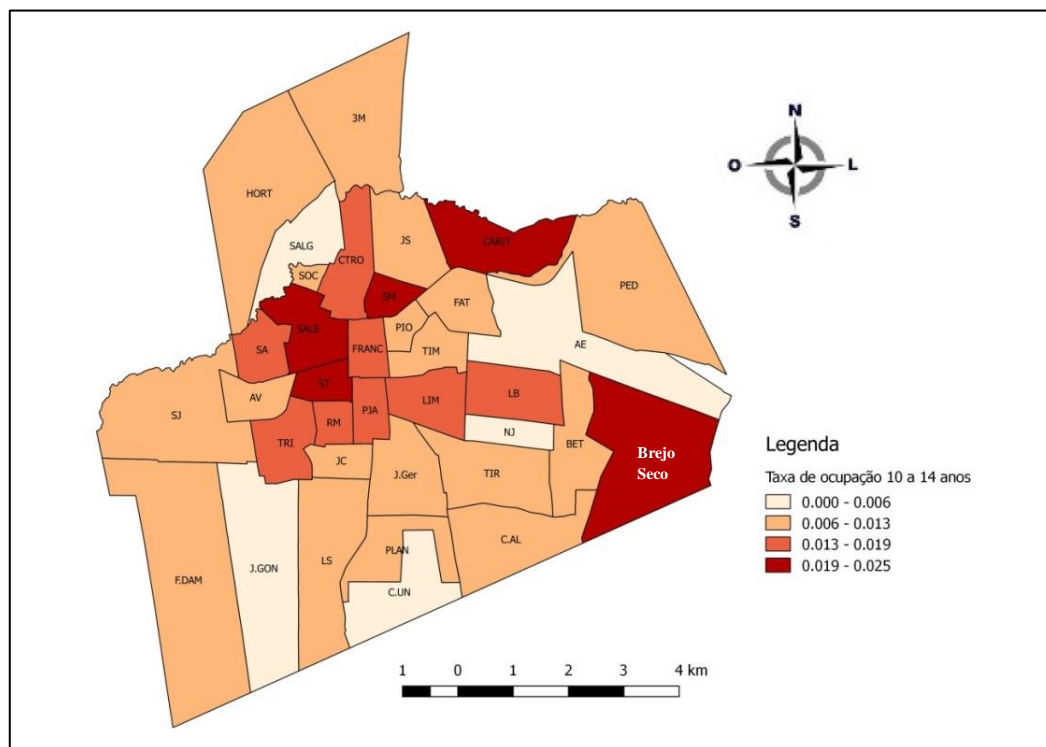 3M
N
O
L
S
HORT
SALG
CTRO
JS
CARIT
SOC
SM
FAT
PED
SALE
PIO
AE
SA
FRANC
TIM
ST
AV
SJ
RM
PJA
LIM
LB
TRI
NJ
BET
Brejo
Seco
JC
J.Ger
TIR
F.DAM
J.GON
LS
PLAN
C.AL
C.UN
Legenda
Taxa de ocupação 10 a 14 anos
0.000 - 0.006
0.006 - 0.013
0.013 - 0.019
0.019 - 0.025
1 0 1 2 3 4 km